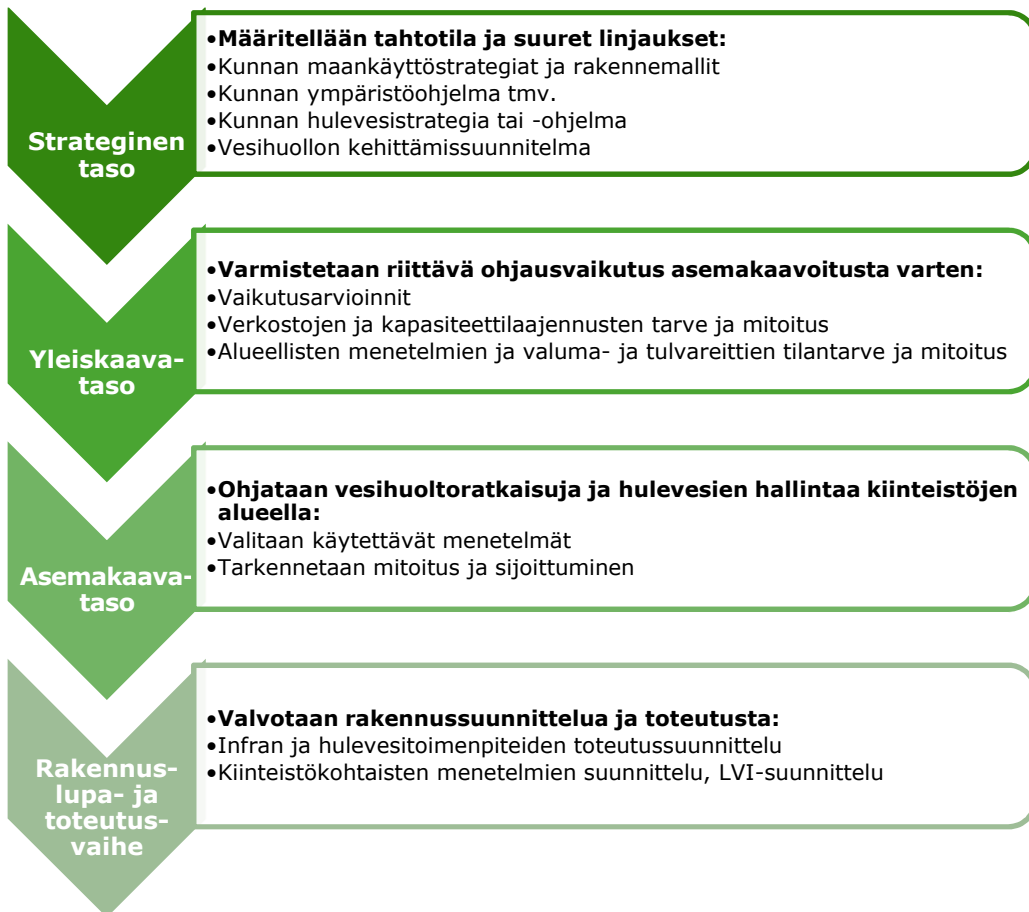 Strateginen
taso
•Määritellään tahtotila ja suuret linjaukset:
•Kunnan maankäyttöstrategiat ja rakennemallit
•Kunnan ympäristöohjelma tmv.
•Kunnan hulevesistrategia tai -ohjelma
•Vesihuollon kehittämissuunnitelma
Yleiskaava-
taso
•Varmistetaan riittävä ohjausvaikutus asemakaavoitusta varten:
•Vaikutusarvioinnit
•Verkostojen ja kapasiteettilaajennusten tarve ja mitoitus
•Alueellisten menetelmien ja valuma- ja tulvareittien tilantarve ja mitoitus
Asemakaava-
taso
•Ohjataan vesihuoltoratkaisuja ja hulevesien hallintaa kiinteistöjen
alueella:
•Valitaan käytettävät menetelmät
•Tarkennetaan mitoitus ja sijoittuminen
Rakennus-
lupa- ja
toteutus-
vaihe
•Valvotaan rakennussuunnittelua ja toteutusta:
•Infran ja hulevesitoimenpiteiden toteutussuunnittelu
•Kiinteistökohtaisten menetelmien suunnittelu, LVI-suunnittelu